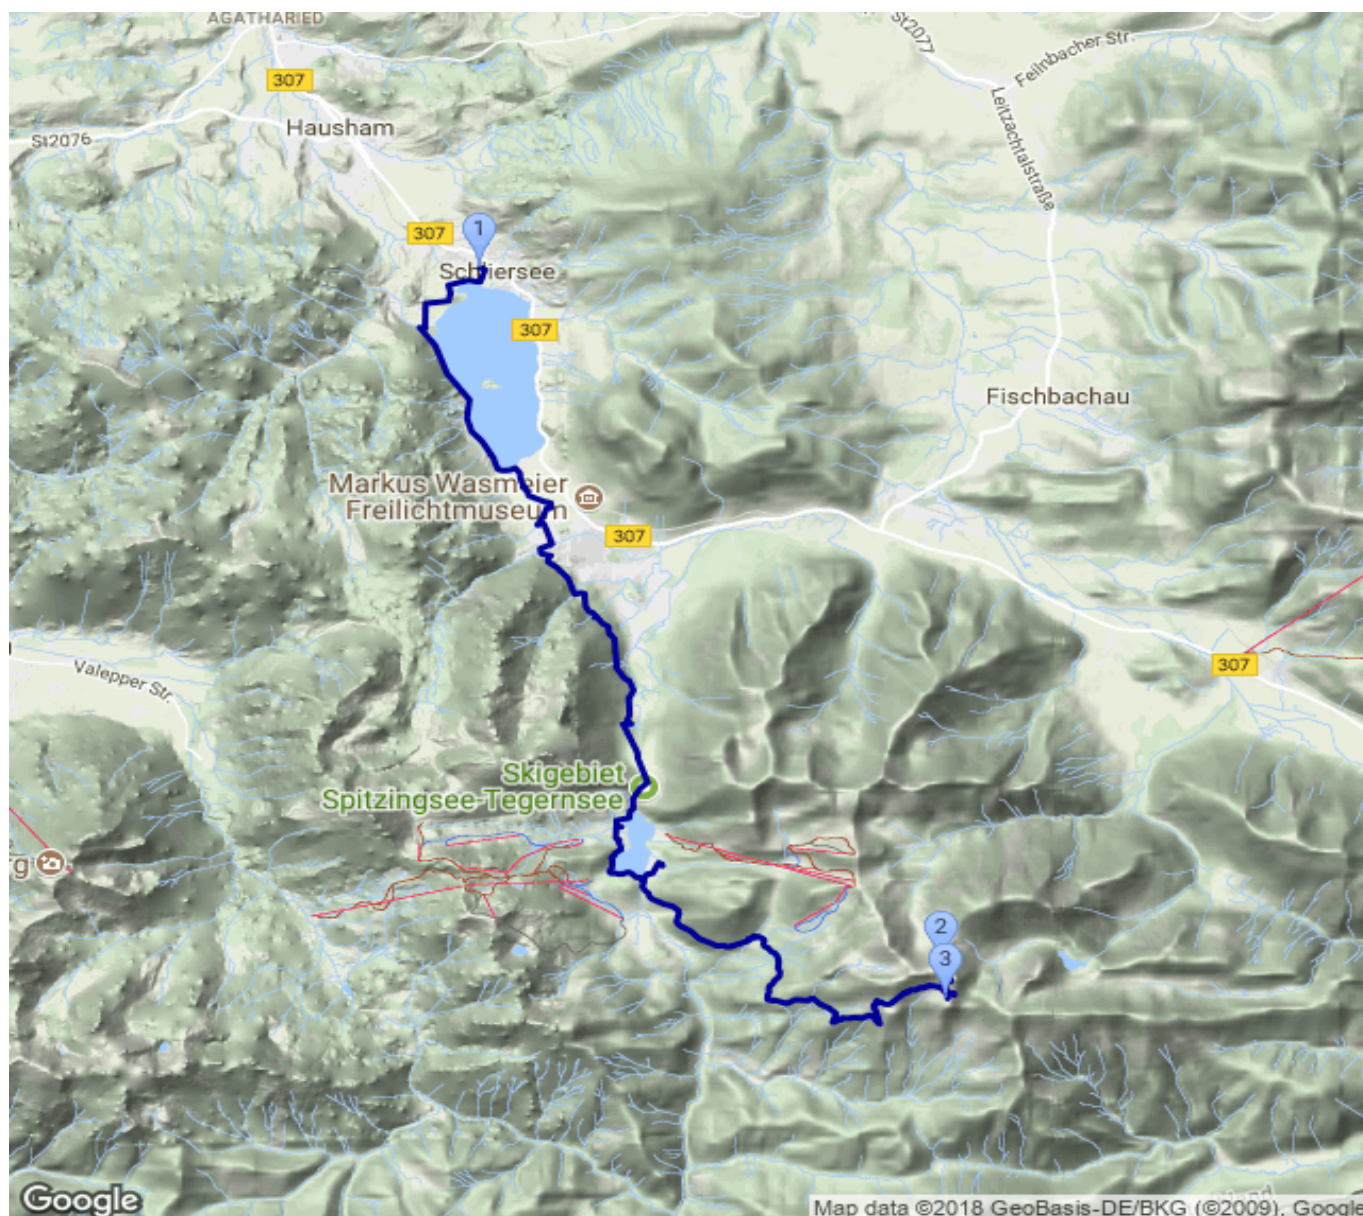 AGATHARIED
St2077
Feilnbacher Str.
307
Hausham
St2076
Leitzachtalstraße
307
1
Schliersee
307
Fischbachau
Markus Wasmeier
Freilichtmuseum
307
307
Valepper Str.
Skigebiet
Spitzingsee-Tegernsee
rg
2
3
Google
Map data ©2018 GeoBasis-DE/BKG (©2009), Google